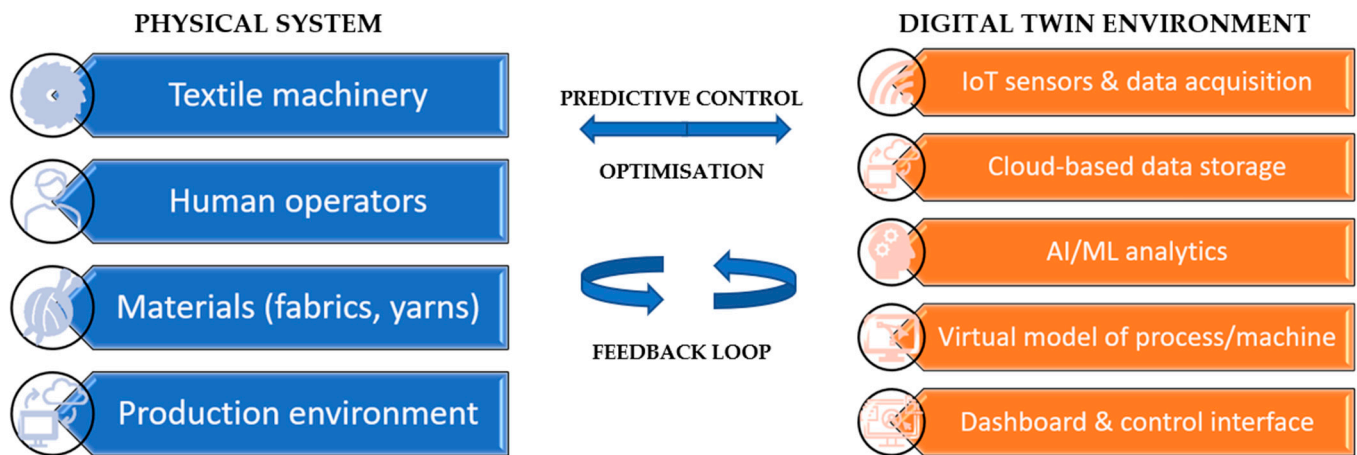 PHYSICAL SYSTEM
Textile machinery
Human operators
Materials (fabrics, yarns)
Production environment
PREDICTIVE CONTROL
OPTIMISATION
FEEDBACK LOOP
DIGITAL TWIN ENVIRONMENT
IoT sensors & data acquisition
Cloud-based data storage
AI/ML analytics
Virtual model of process/machine
Dashboard & control interface